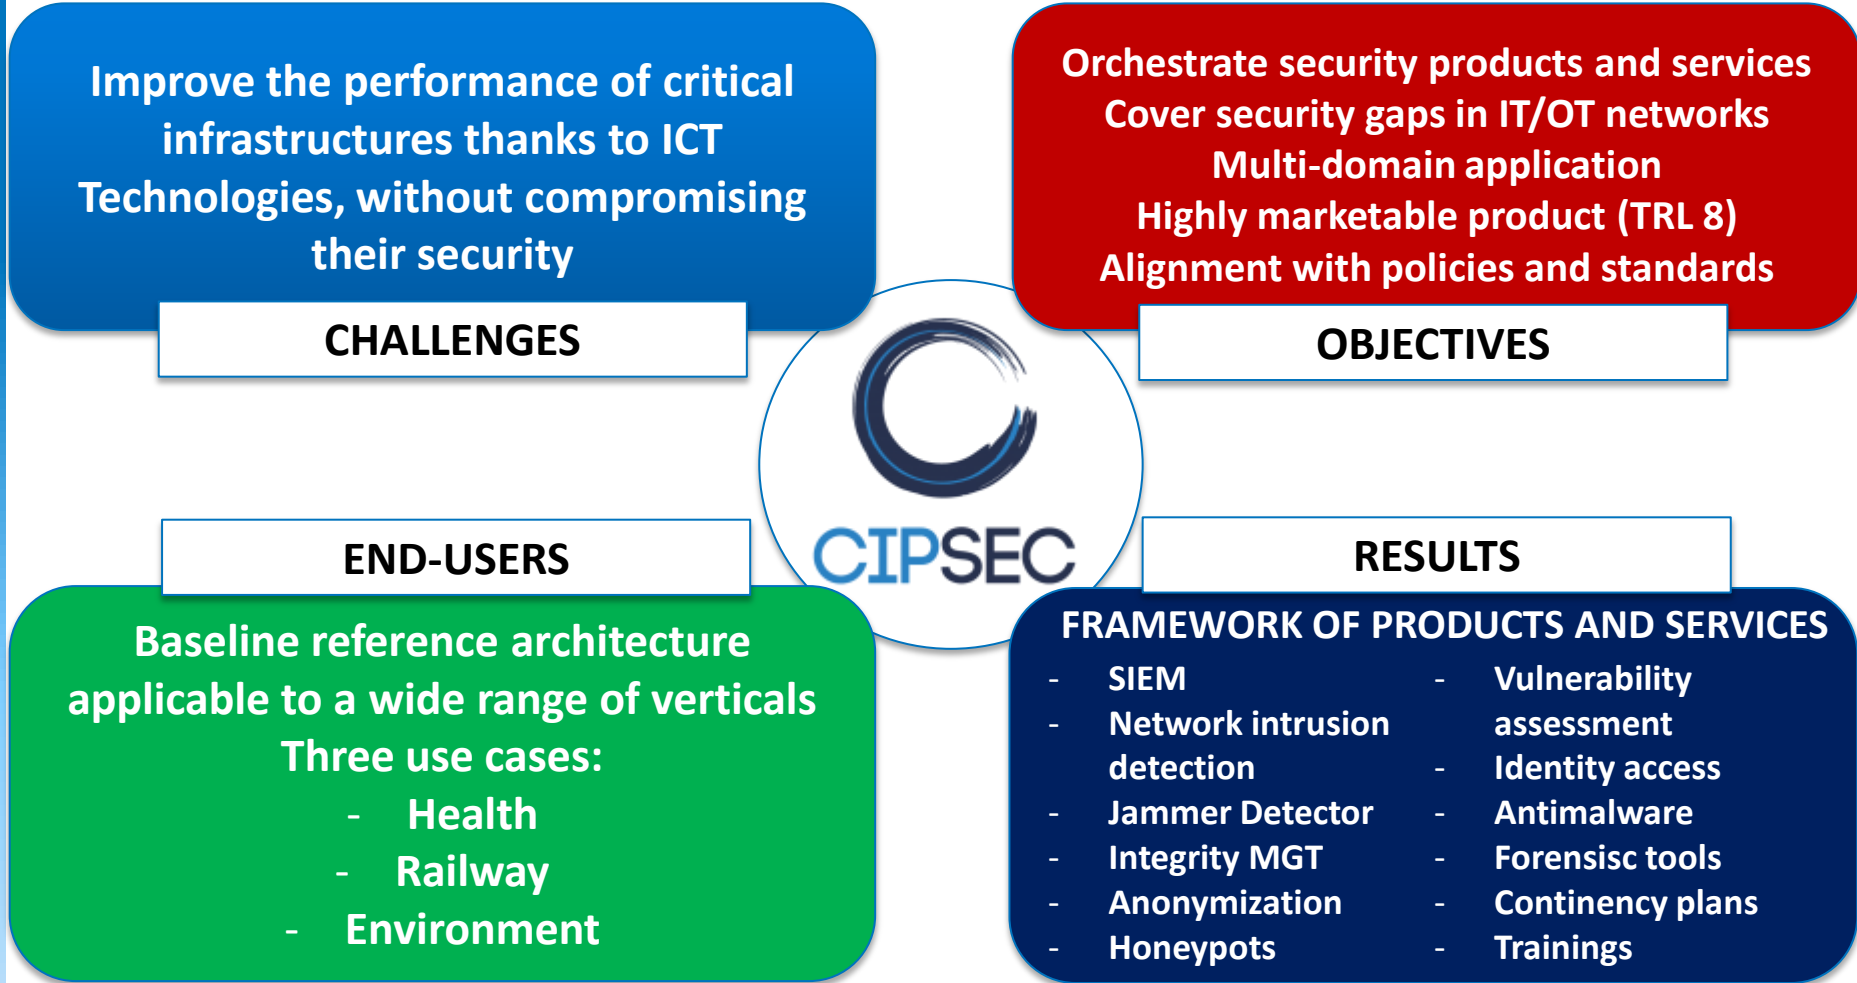 Improve the performance of critical
infrastructures thanks to ICT
Technologies, without compromising
their security
CHALLENGES
Orchestrate security products and services
Cover security gaps in IT/OT networks
Multi-domain application
Highly marketable product (TRL 8)
Alignment with policies and standards
OBJECTIVES
CIPSEC
END-USERS
Baseline reference architecture
applicable to a wide range of verticals
Three use cases:
- Health
- Railway
- Environment
RESULTS
FRAMEWORK OF PRODUCTS AND SERVICES
- SIEM
- Network intrusion
detection
- Jammer Detector
- Integrity MGT
- Anonymization
- Honeypots
- Vulnerability
assessment
- Identity access
- Antimalware
- Forensisc tools
- Continency plans
- Trainings